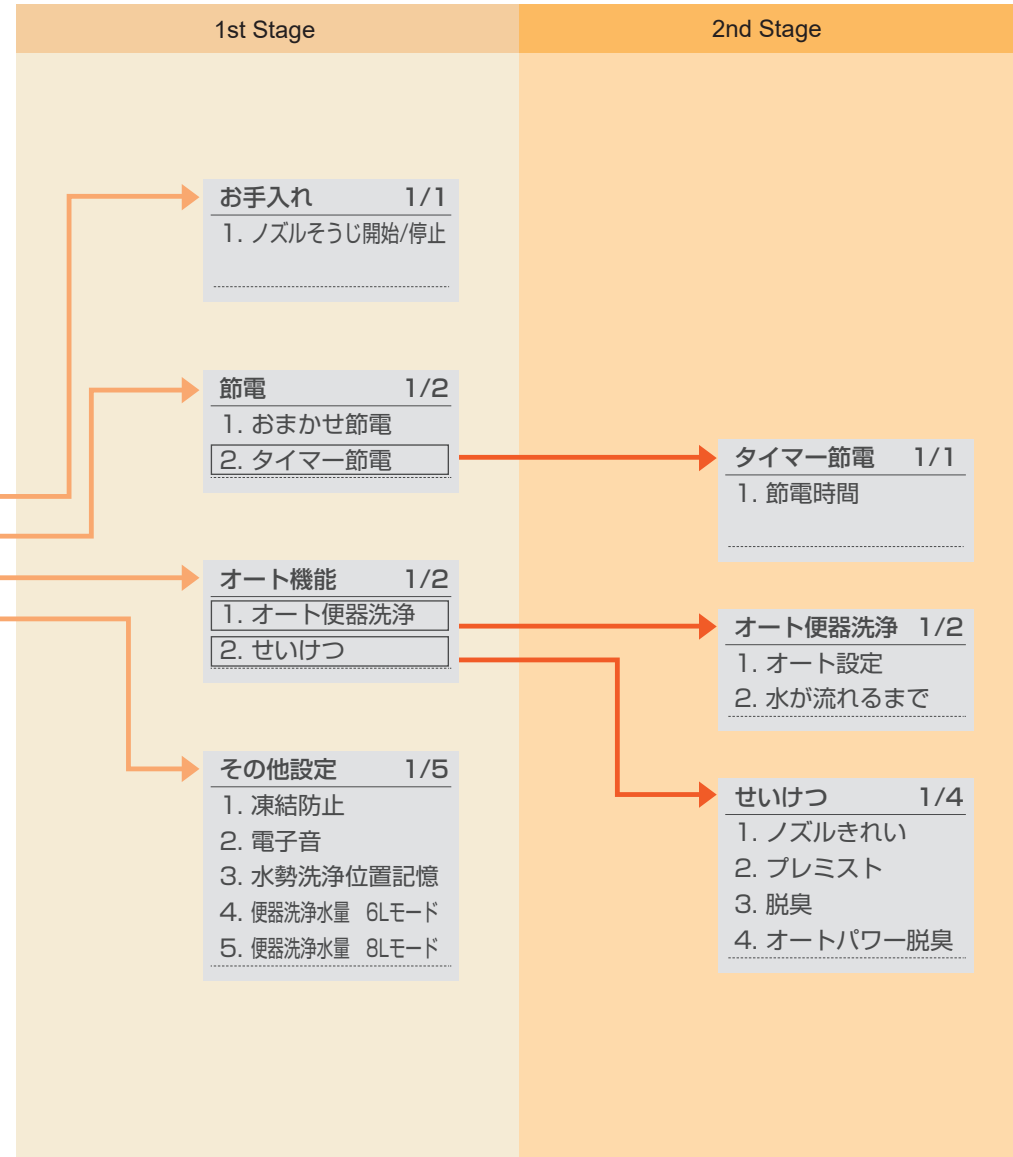 1st Stage
2nd Stage
お手入れ 1/1
1. ノズルそうじ開始/停止
節電 1/2
1. おまかせ節電
2. タイマー節電
オート機能 1/2
1. オート便器洗浄
2. せいけつ
その他設定 1/5
1. 凍結防止
2. 電子音
3. 水勢洗浄位置記憶
4. 便器洗浄水量 6Lモード
5. 便器洗浄水量 8Lモード
タイマー節電 1/1
1. 節電時間
オート便器洗浄 1/2
1. オート設定
2. 水が流れるまで
せいけつ 1/4
1. ノズルきれい
2. プレミスト
3. 脱臭
4. オートパワー脱臭